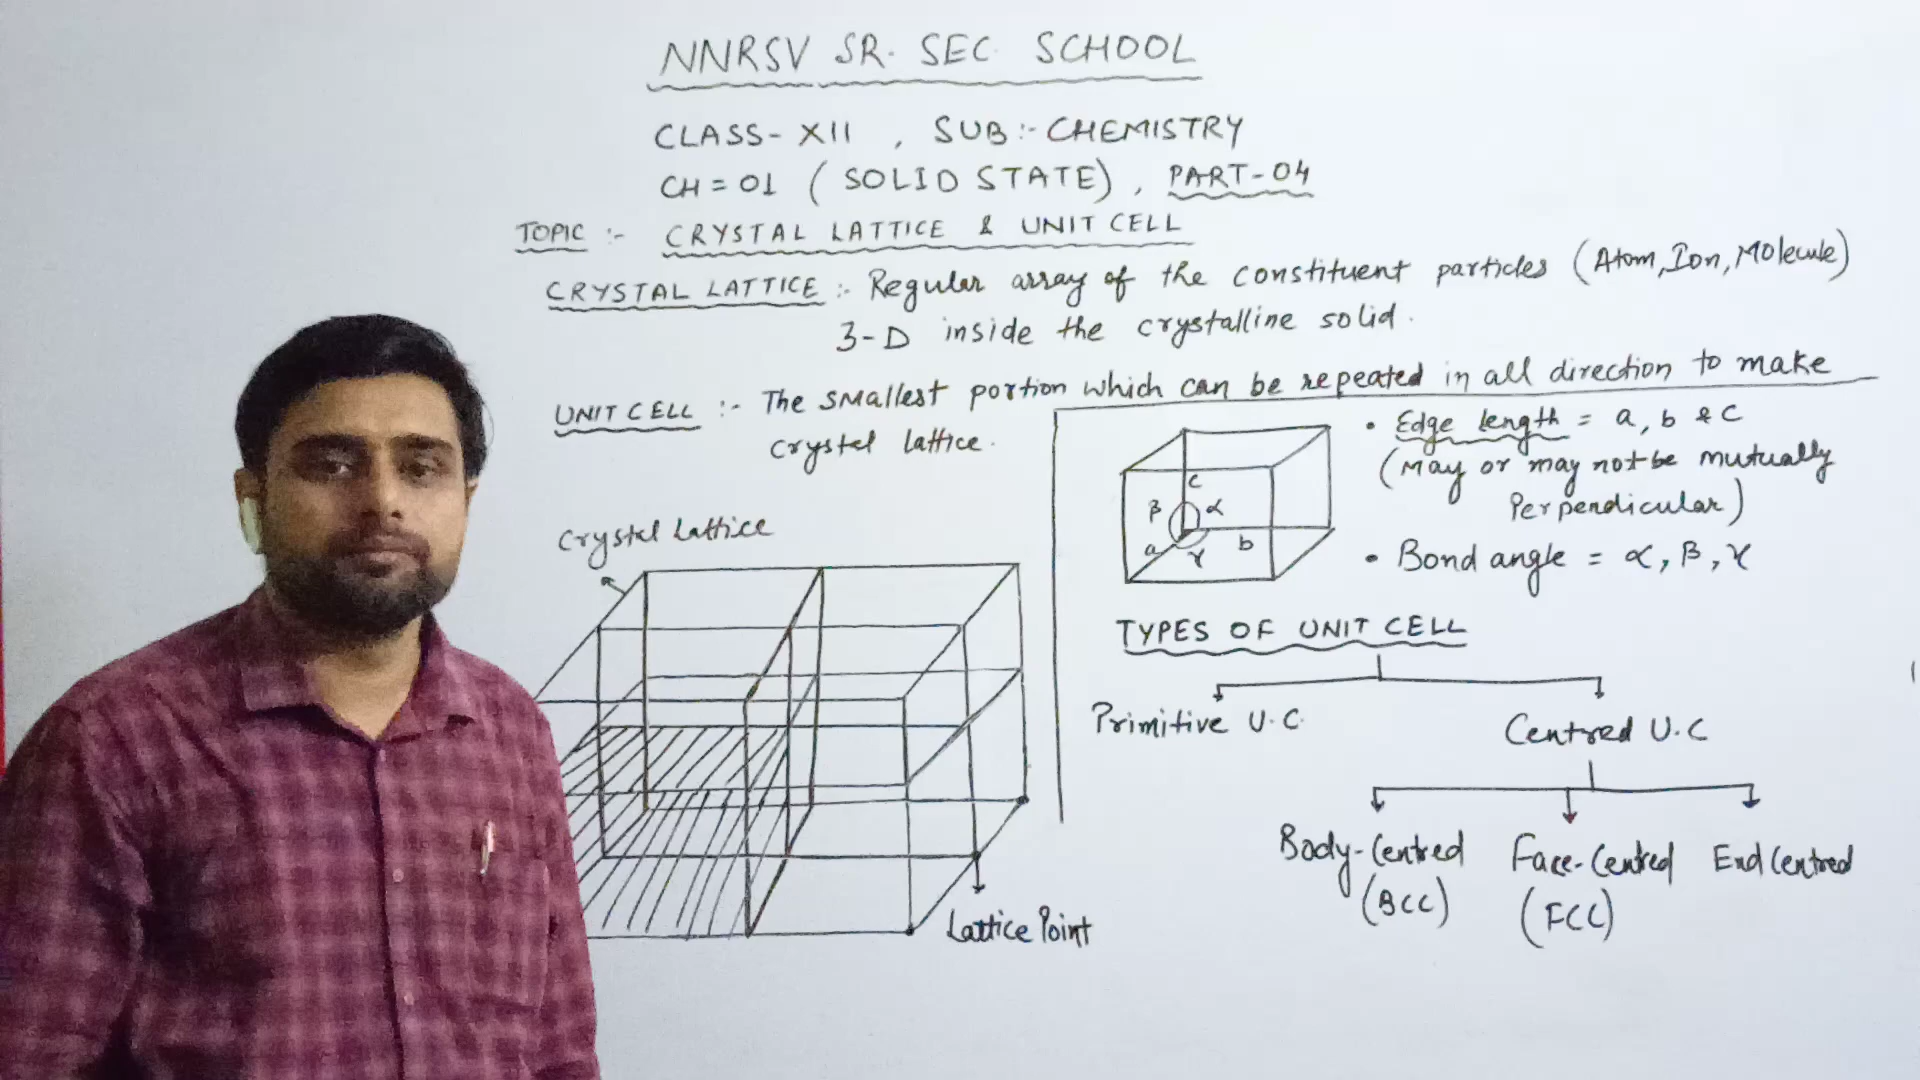 NNRSV SR. SEC SCHOOL
CLASS- XII , SUB:- CHEMISTRY
CH = 01 ( SOLID STATE) , PART-04
TOPIC :- CRYSTAL LATTICE & UNIT CELL
CRYSTAL LATTICE :- Regular array of the constituent particles (Atom, Ion, Molecule)
3-D inside the crystalline solid.
UNIT CELL :- The smallest portion which can be repeated in all direction to make
crystel lattice.
Crystel Lattice
Lattice Point
c
β α
a γ b
• Edge length = a, b & c
(May or may not be mutually
Perpendicular)
• Bond angle = α, β, γ
TYPES OF UNIT CELL
Primitive U.C.
Centred U.C
Body-Centred Face-Centred End Centred
(BCC) (FCC)